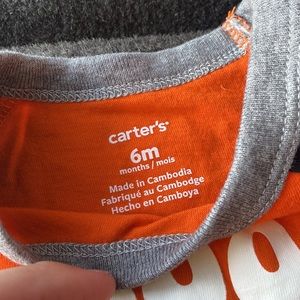 carter's
6m
months / mois
Made in Cambodia
Fabriqué au Cambodge
Hecho en Camboya